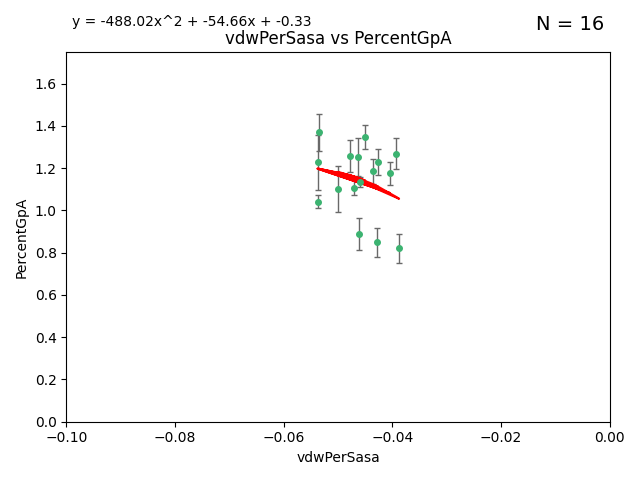 y = -488.02x^2 + -54.66x + -0.33
N = 16
vdwPerSasa vs PercentGpA
PercentGpA
1.6
1.4
1.2
1.0
0.8
0.6
0.4
0.2
0.0
−0.10 −0.08 −0.06 −0.04 −0.02 0.00
vdwPerSasa